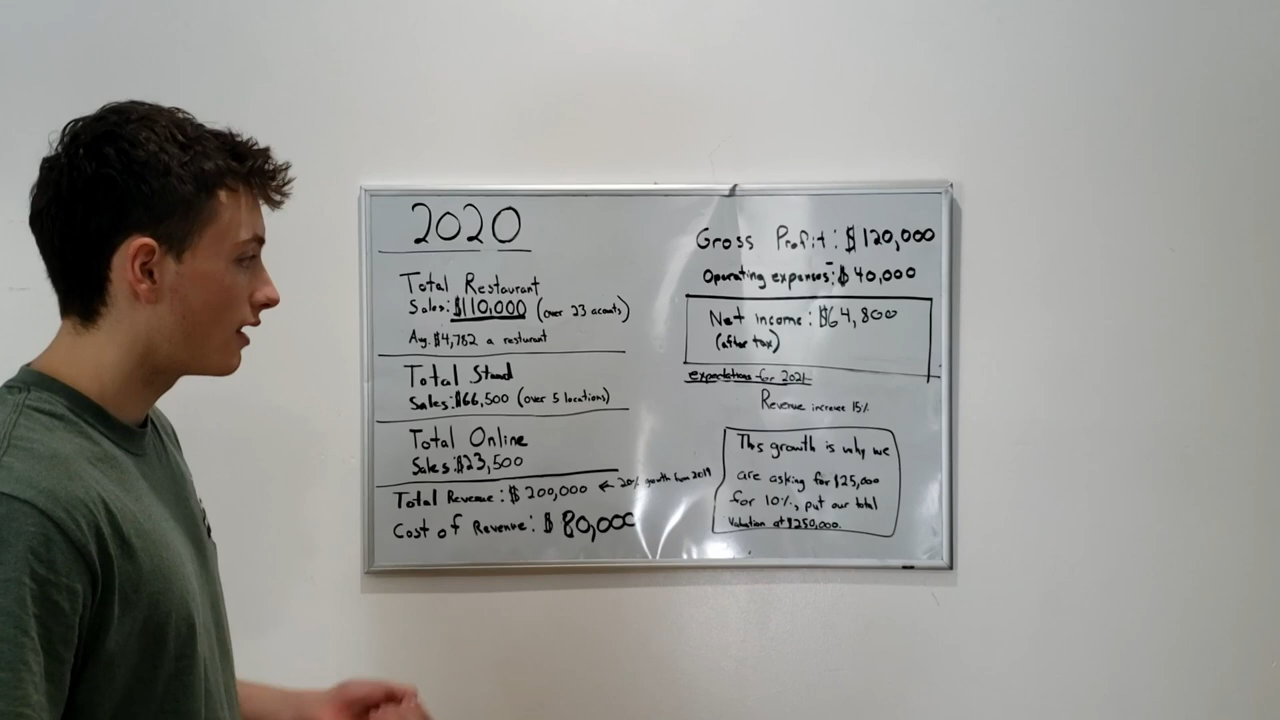 2020
Total Restaurant
Sales: $110,000 (over 23 acounts)
Avg. $4,782 a resturant
Total Stand
Sales: $66,500 (over 5 locations)
Total Online
Sales: $23,500
Total Revenue: $200,000 ← 20% growth from 2019
Cost of Revenue: $80,000
Gross Profit: $120,000
Operating expenses: $40,000
Net income: $64,800
(after tax)
expectations for 2021
Revenue increase 15%
This growth is why we
are asking for $25,000
for 10%, put our total
Valuation at $250,000.